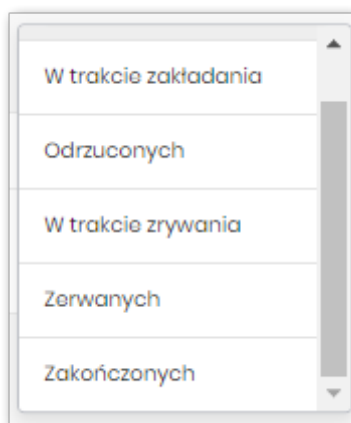 W trakcie zakładania
Odrzuconych
W trakcie zrywania
Zerwanych
Zakończonych